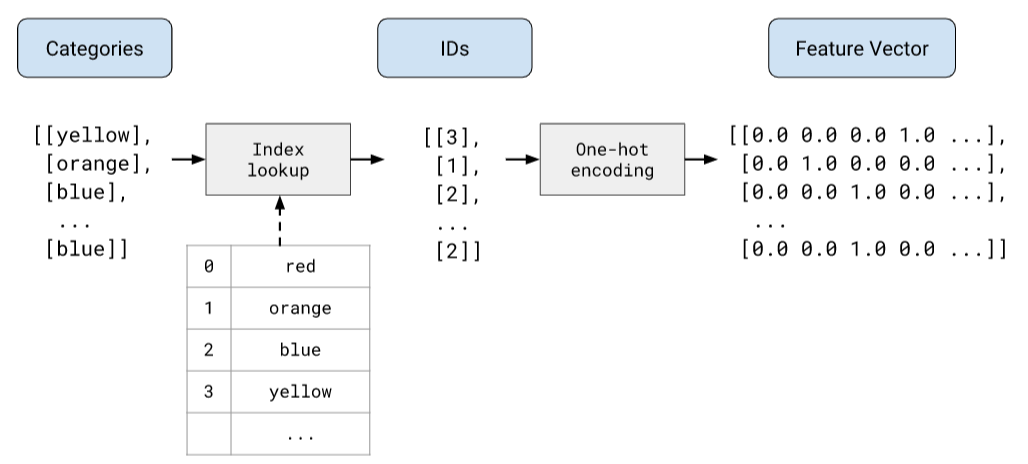 Categories
IDs
Feature Vector
[[yellow],
[orange],
[blue],
...
[blue]]
Index
lookup
[[3],
[1],
[2],
...
[2]]
One-hot
encoding
[[0.0 0.0 0.0 1.0 ...],
[0.0 1.0 0.0 0.0 ...],
[0.0 0.0 1.0 0.0 ...],
...
[0.0 0.0 1.0 0.0 ...]]
0 red
1 orange
2 blue
3 yellow
...